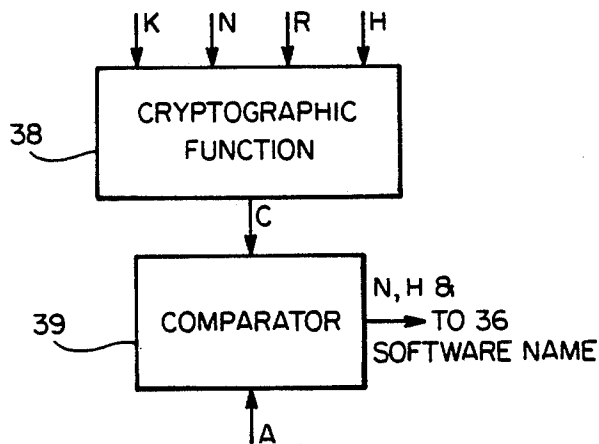 K N R H
CRYPTOGRAPHIC
FUNCTION
38
C
N, H &
39
COMPARATOR
TO 36
SOFTWARE NAME
A